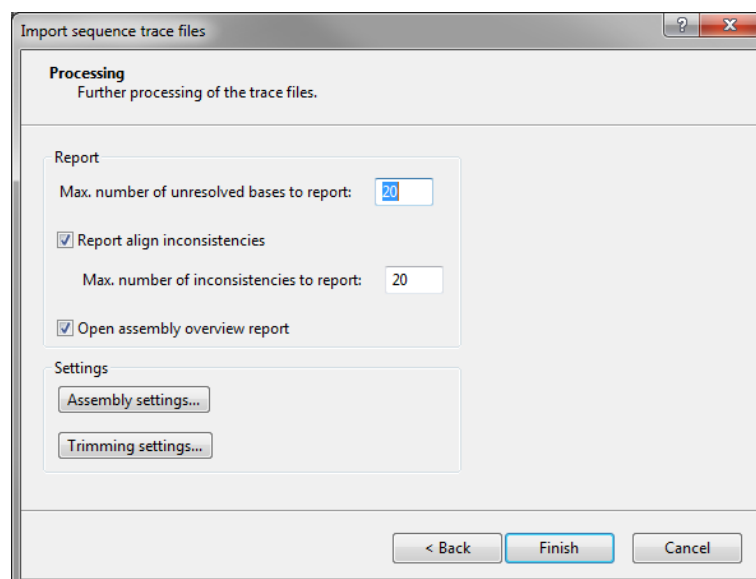 Import sequence trace files
?
Processing
Further processing of the trace files.
Report
Max. number of unresolved bases to report: 20
Report align inconsistencies
Max. number of inconsistencies to report: 20
Open assembly overview report
Settings
Assembly settings...
Trimming settings...
< Back Finish Cancel